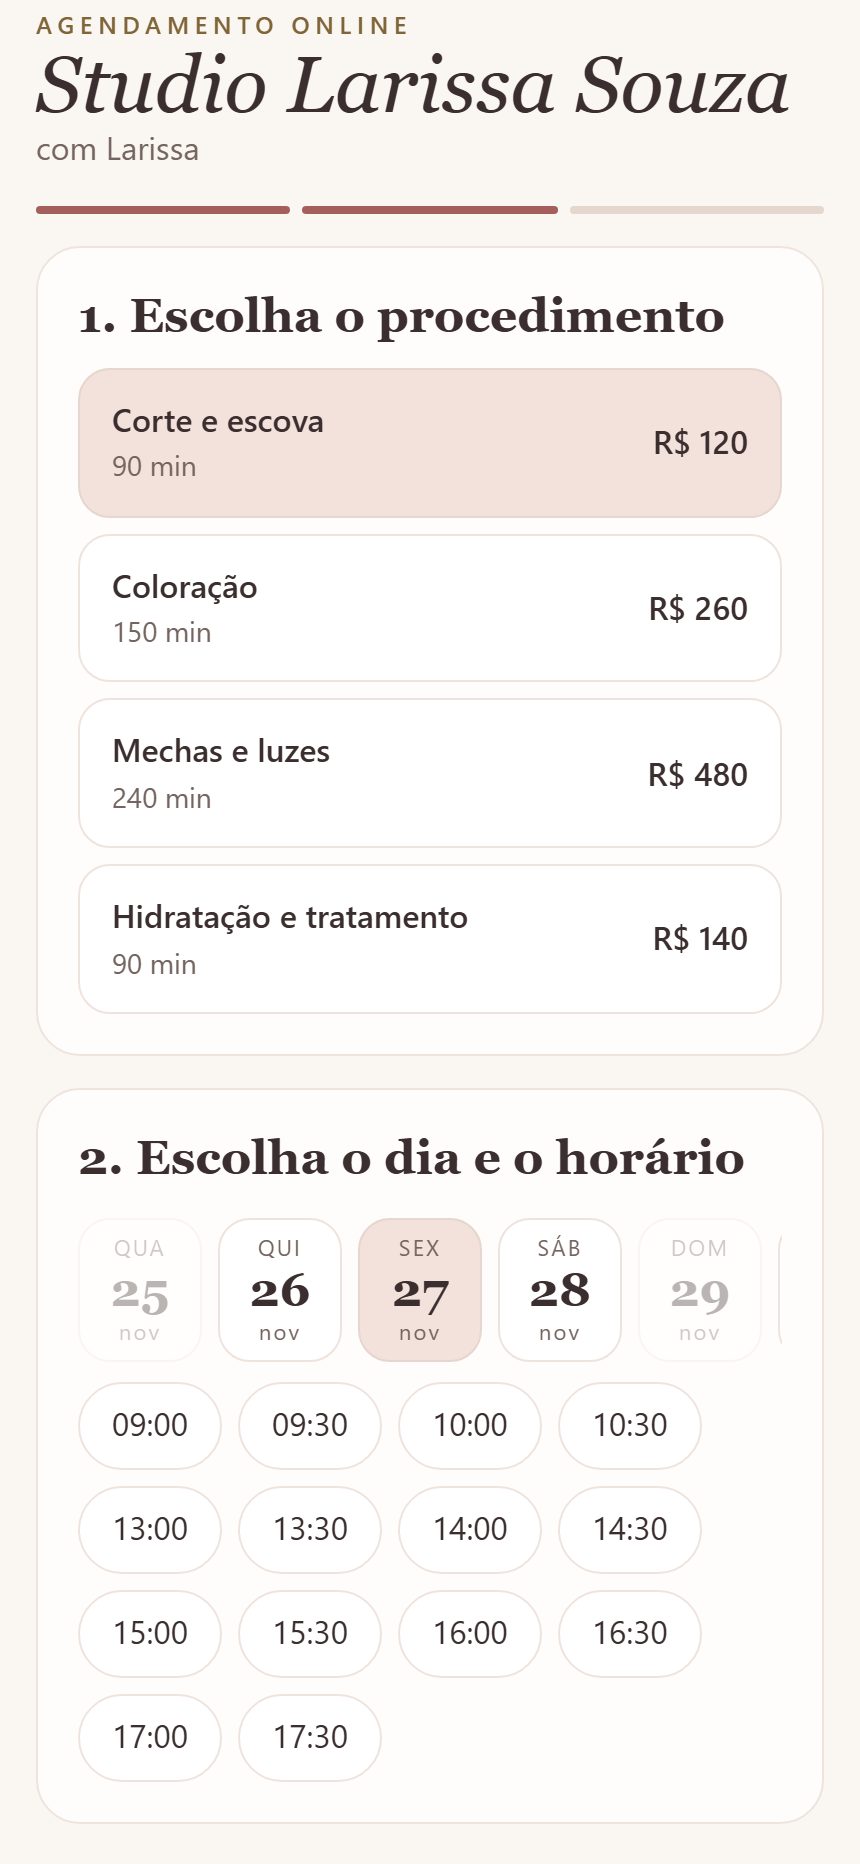 AGENDAMENTO ONLINE
Studio Larissa Souza
com Larissa
1. Escolha o procedimento
Corte e escova
90 min
R$ 120
Coloração
150 min
R$ 260
Mechas e luzes
240 min
R$ 480
Hidratação e tratamento
90 min
R$ 140
2. Escolha o dia e o horário
QUA QUI SEX SÁB DOM
25 26 27 28 29
nov nov nov nov nov
09:00 09:30 10:00 10:30
13:00 13:30 14:00 14:30
15:00 15:30 16:00 16:30
17:00 17:30